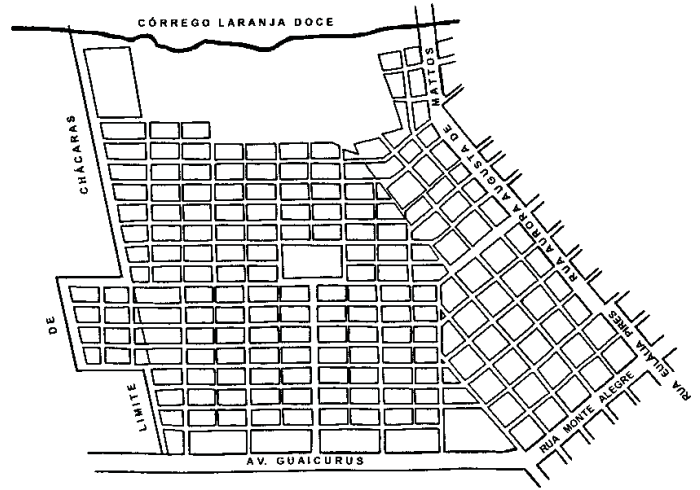 CÓRREGO LARANJA DOCE
MATTOS
CHÁCARAS
RUA AURORA AUGUSTA DE
DE
RUA EULÁLIA PIRES
LIMITE
RUA MONTE ALEGRE
AV. GUAICURUS